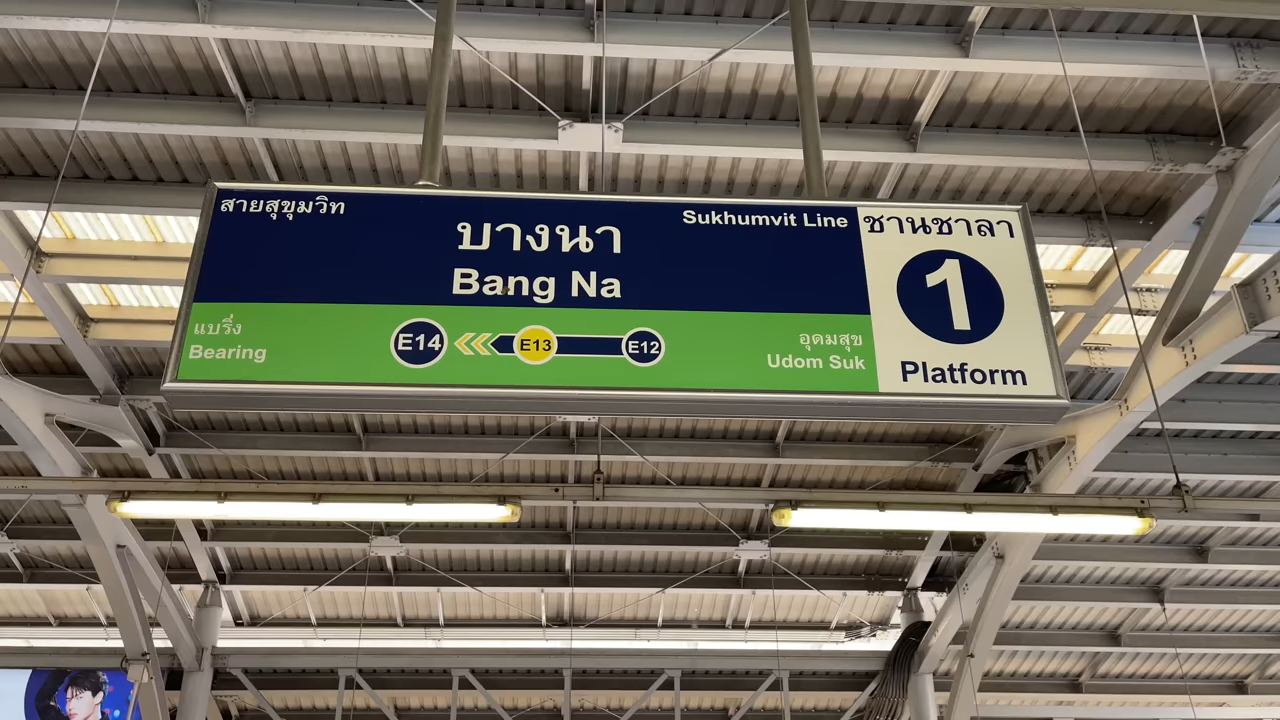 สายสุขุมวิท
บางนา
Bang Na
Sukhumvit Line
แบริ่ง
Bearing
E14
E13
E12
อุดมสุข
Udom Suk
ชานชาลา
1
Platform